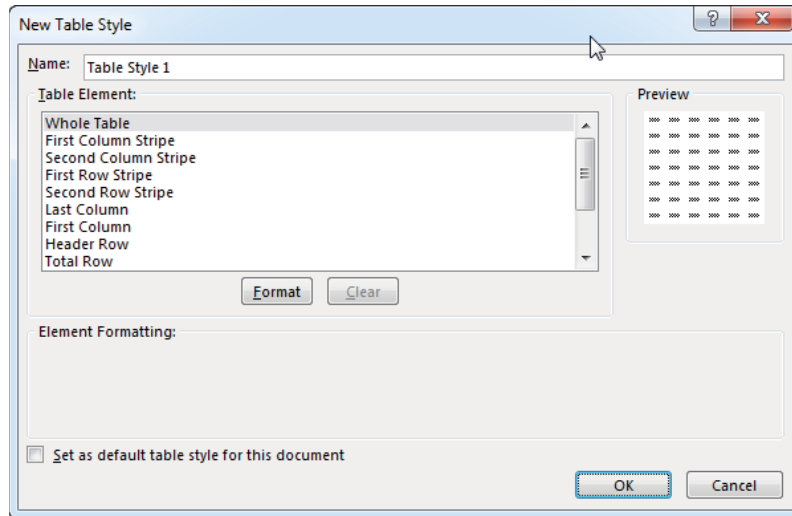 New Table Style
?
Name: Table Style 1
Table Element:
Preview
Whole Table
First Column Stripe
Second Column Stripe
First Row Stripe
Second Row Stripe
Last Column
First Column
Header Row
Total Row
Format Clear
Element Formatting:
Set as default table style for this document
OK Cancel